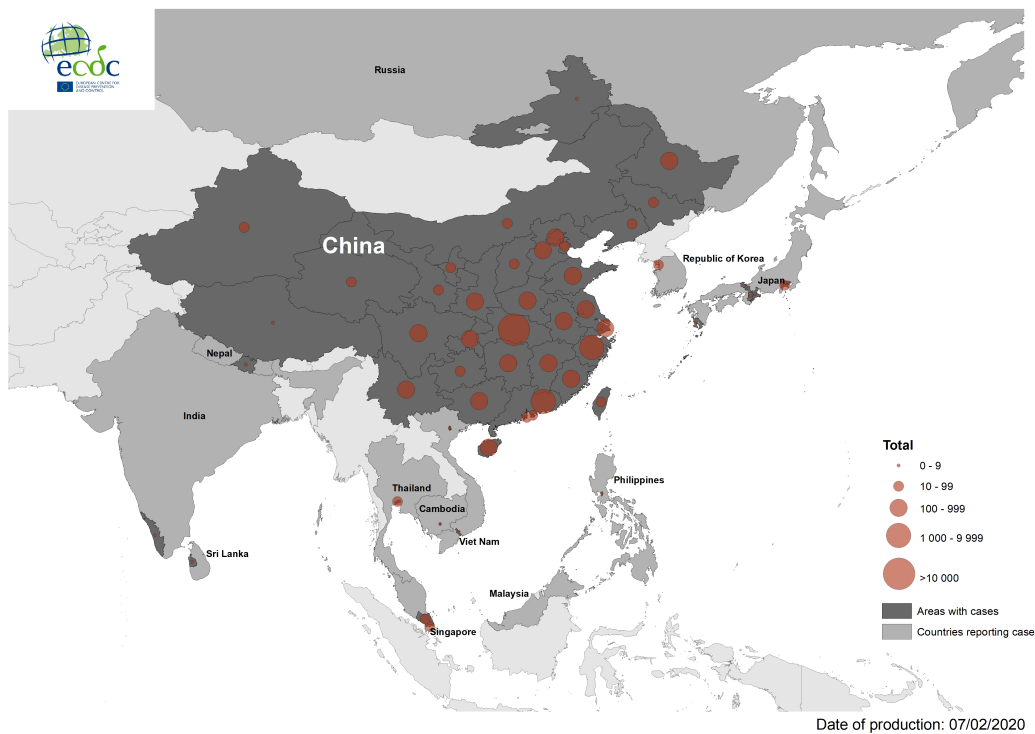 ecdc
EUROPEAN CENTRE FOR
DISEASE PREVENTION
AND CONTROL
Russia
China
Republic of Korea
Japan
Nepal
India
Thailand
Cambodia
Viet Nam
Philippines
Sri Lanka
Malaysia
Singapore
Total
0 - 9
10 - 99
100 - 999
1 000 - 9 999
>10 000
Areas with cases
Countries reporting case
Date of production: 07/02/2020